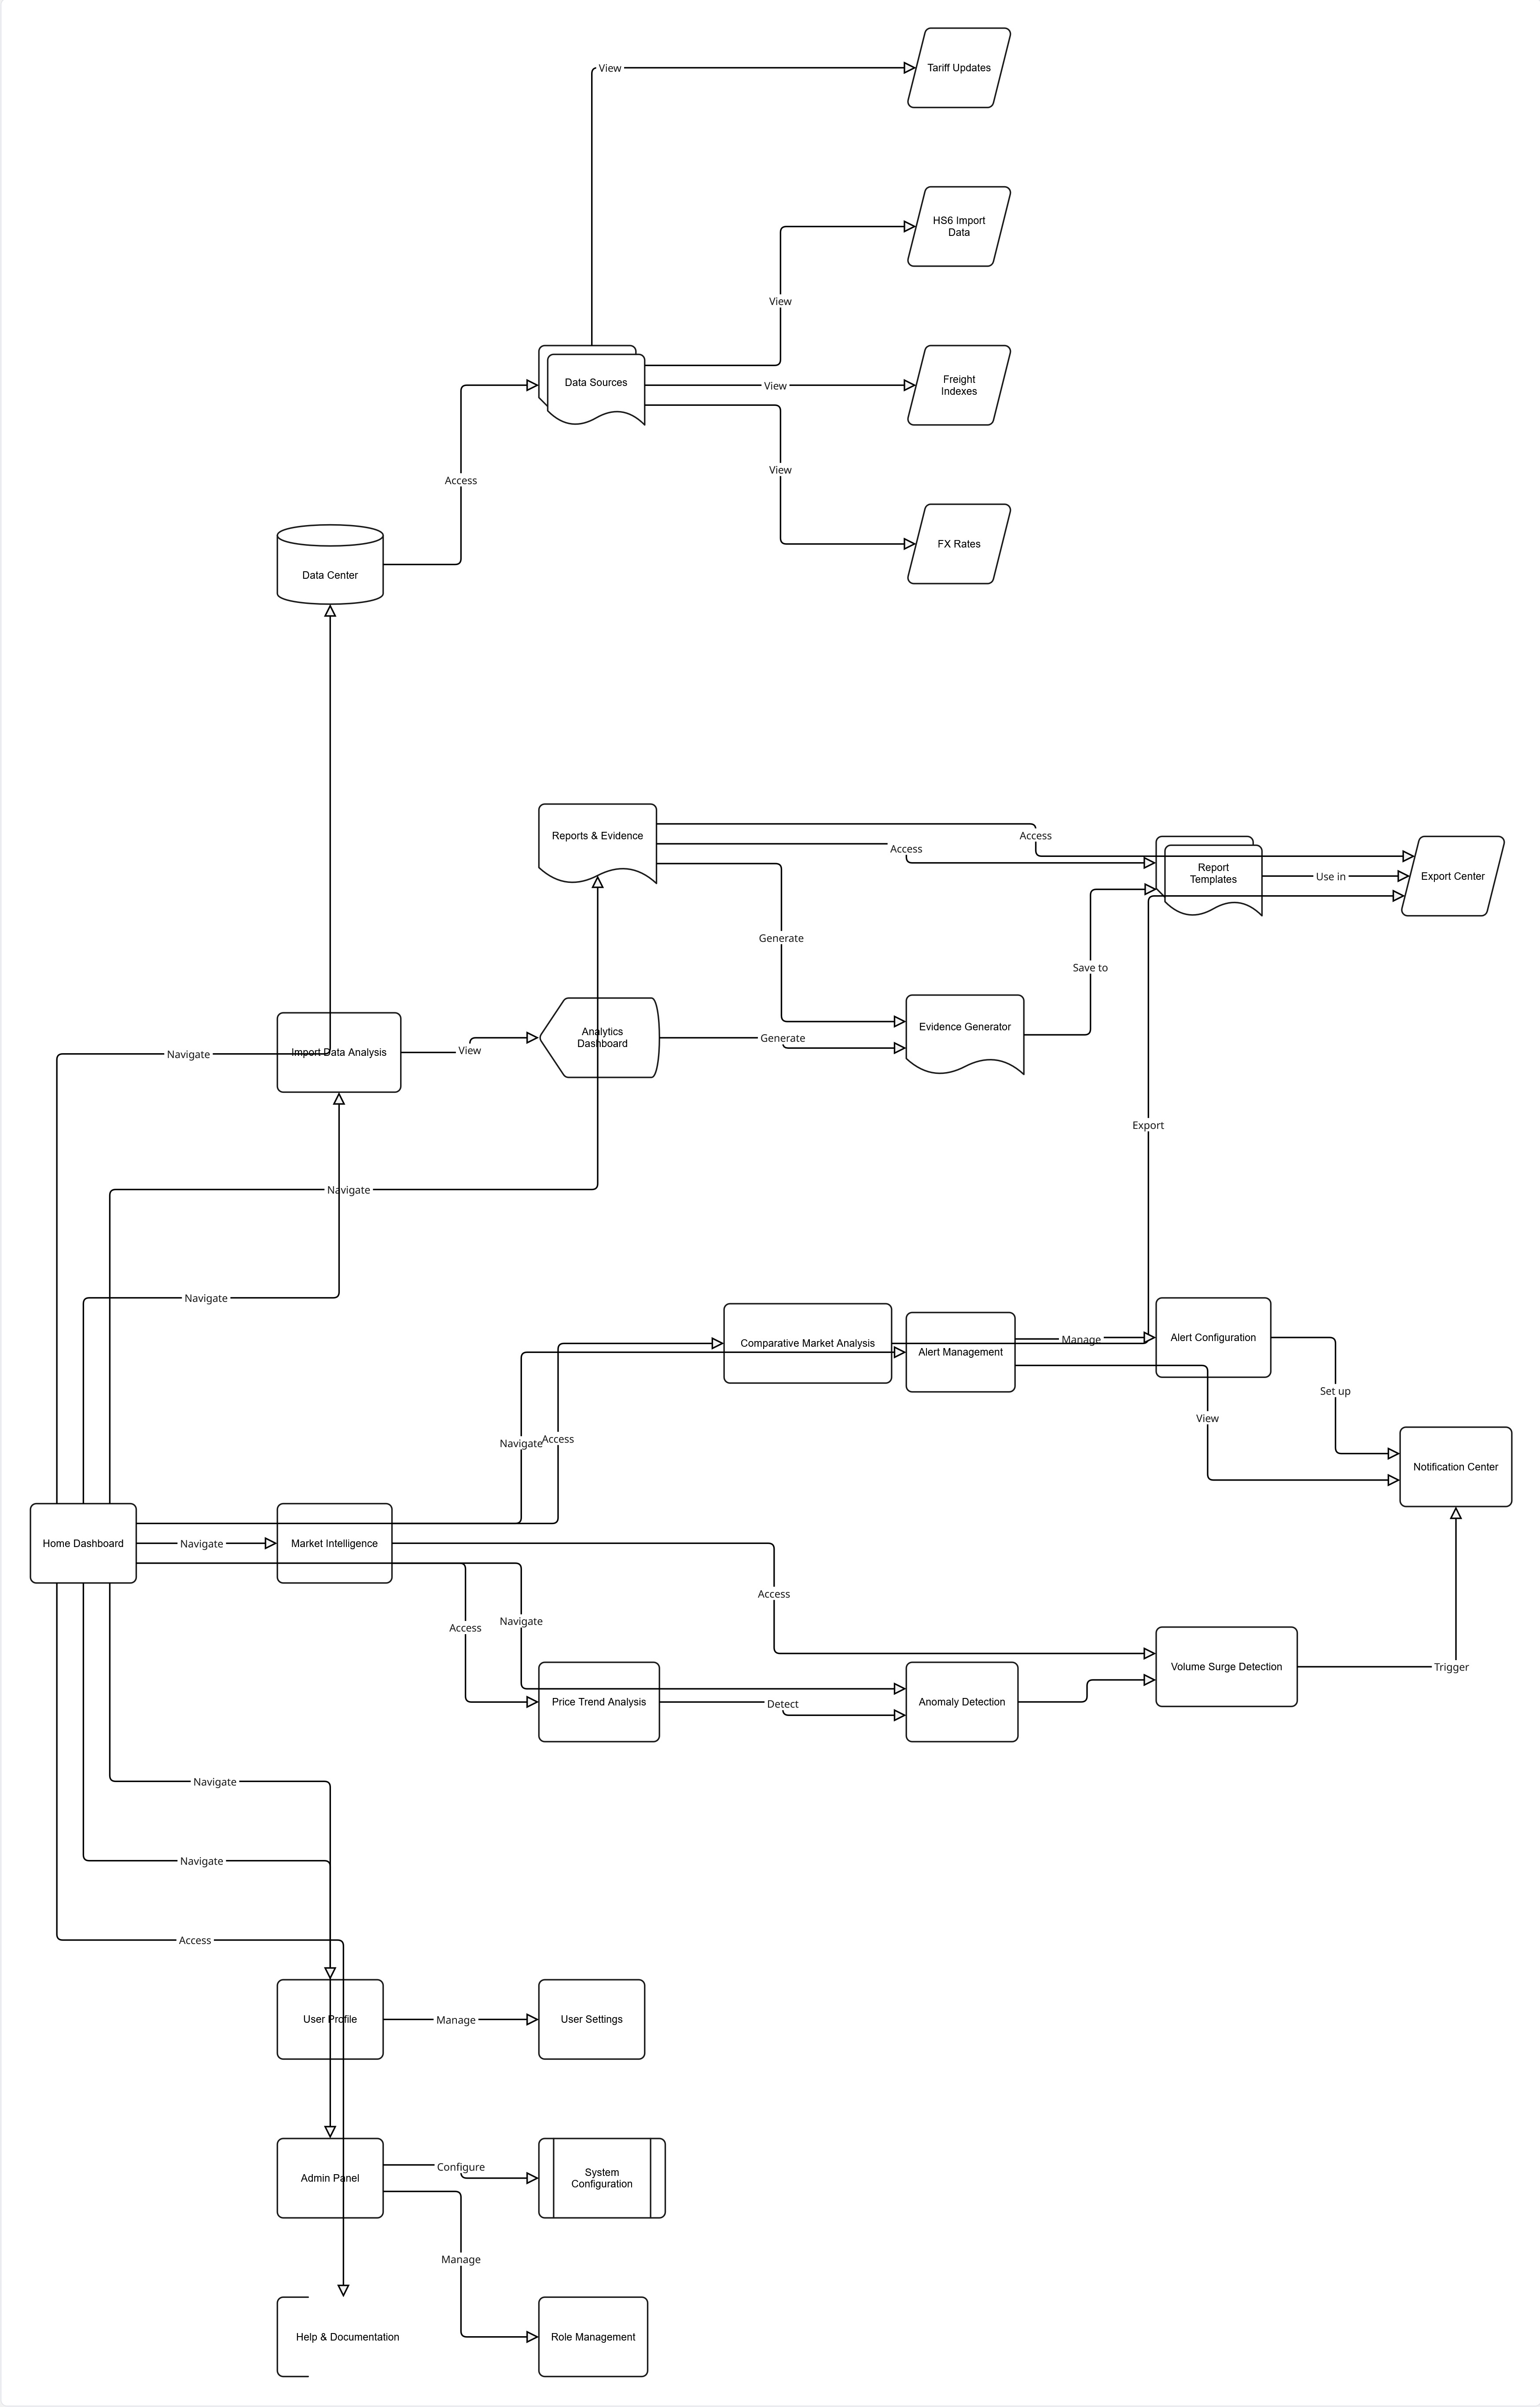 View
Tariff Updates
HS6 Import
Data
View
Data Sources
View
Freight
Indexes
View
Access
FX Rates
Data Center
Reports & Evidence
Access
Access
Report
Templates
Use in
Export Center
Generate
Save to
Navigate
Import Data Analysis
View
Analytics
Dashboard
Generate
Evidence Generator
Export
Navigate
Navigate
Comparative Market Analysis
Alert Management
Manage
Alert Configuration
Set up
View
Navigate
Access
Notification Center
Home Dashboard
Navigate
Market Intelligence
Access
Access
Navigate
Volume Surge Detection
Trigger
Price Trend Analysis
Detect
Anomaly Detection
Navigate
Navigate
Access
User Profile
Manage
User Settings
Admin Panel
Configure
System
Configuration
Manage
Help & Documentation
Role Management